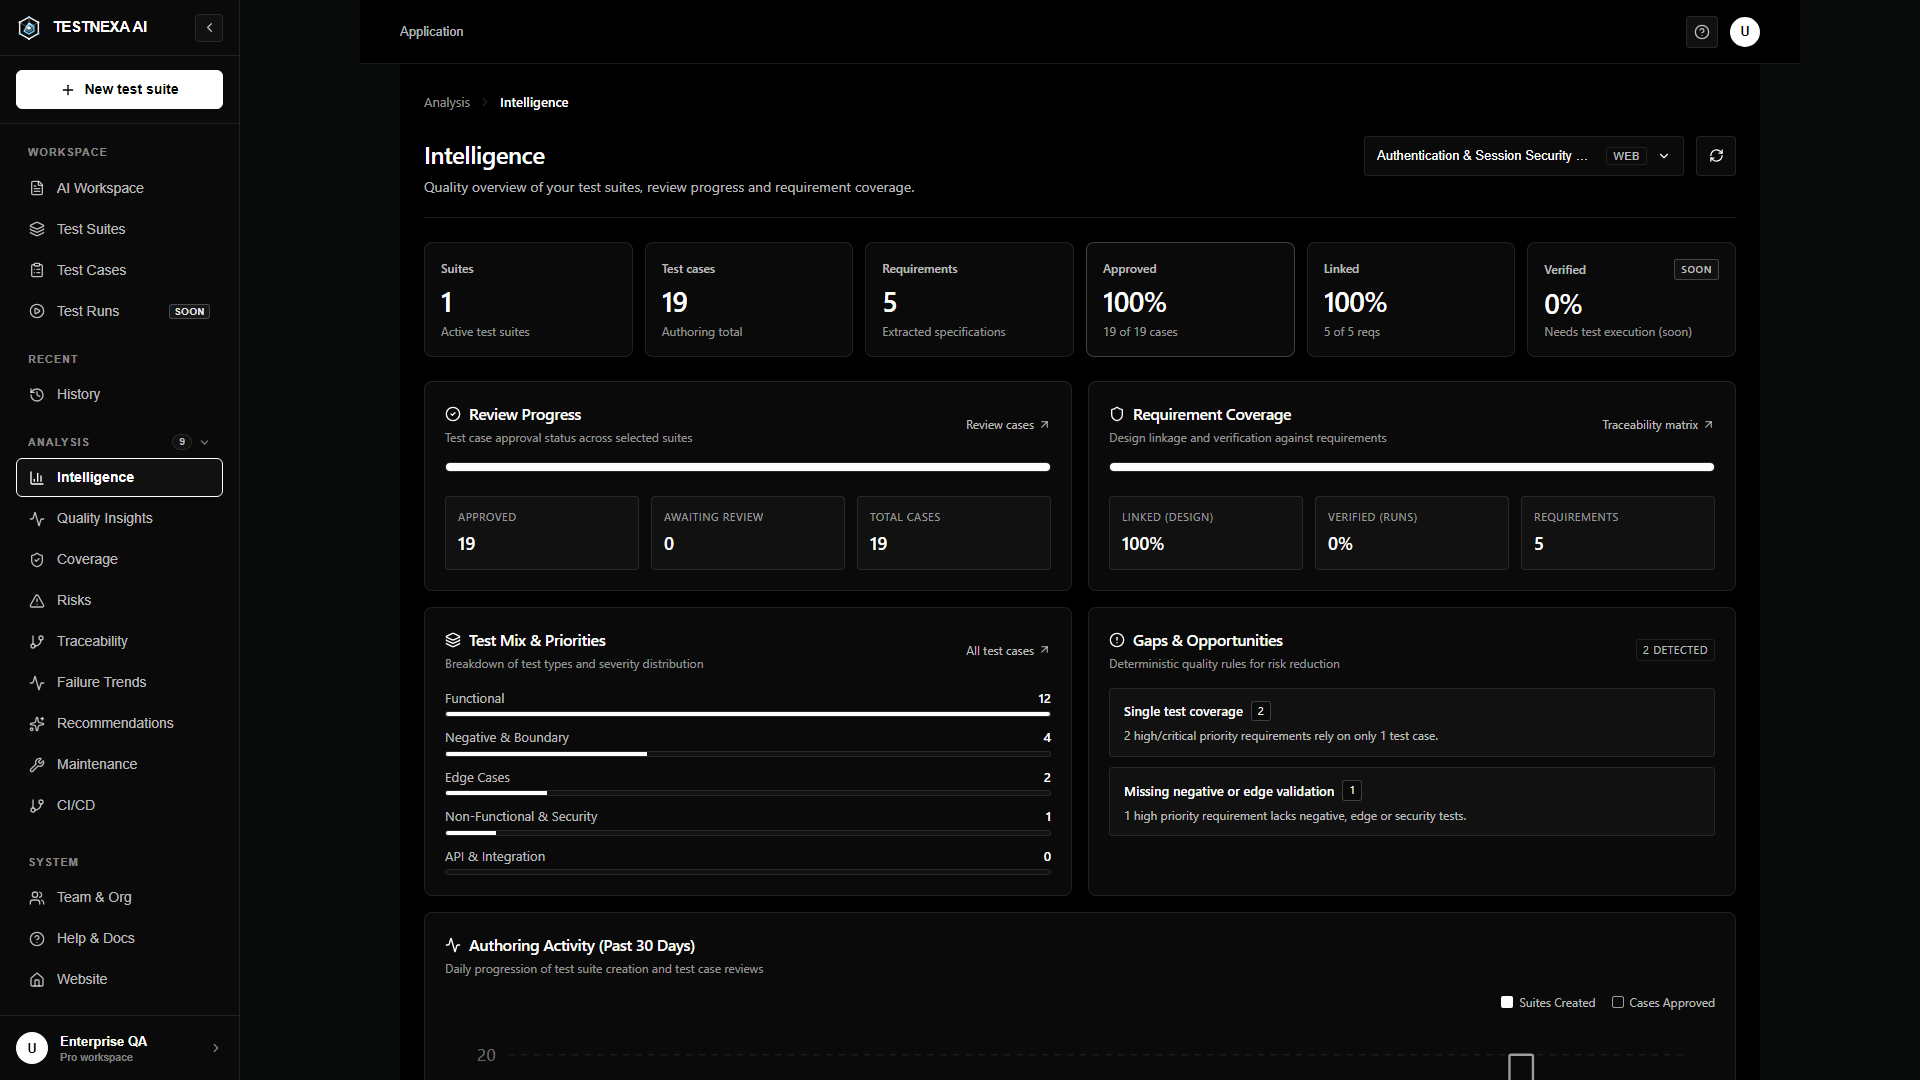 TESTNEXA AI
New test suite
WORKSPACE
AI Workspace
Test Suites
Test Cases
Test Runs SOON
RECENT
History
ANALYSIS 9
Intelligence
Quality Insights
Coverage
Risks
Traceability
Failure Trends
Recommendations
Maintenance
CI/CD
SYSTEM
Team & Org
Help & Docs
Website
U Enterprise QA
Pro workspace
Application
U
Analysis Intelligence
Intelligence
Quality overview of your test suites, review progress and requirement coverage.
Authentication & Session Security ... WEB
Suites
1
Active test suites
Test cases
19
Authoring total
Requirements
5
Extracted specifications
Approved
100%
19 of 19 cases
Linked
100%
5 of 5 reqs
Verified SOON
0%
Needs test execution (soon)
Review Progress
Test case approval status across selected suites
Review cases
APPROVED
19
AWAITING REVIEW
0
TOTAL CASES
19
Requirement Coverage
Design linkage and verification against requirements
Traceability matrix
LINKED (DESIGN)
100%
VERIFIED (RUNS)
0%
REQUIREMENTS
5
Test Mix & Priorities
Breakdown of test types and severity distribution
All test cases
Functional 12
Negative & Boundary 4
Edge Cases 2
Non-Functional & Security 1
API & Integration 0
Gaps & Opportunities
Deterministic quality rules for risk reduction
2 DETECTED
Single test coverage 2
2 high/critical priority requirements rely on only 1 test case.
Missing negative or edge validation 1
1 high priority requirement lacks negative, edge or security tests.
Authoring Activity (Past 30 Days)
Daily progression of test suite creation and test case reviews
Suites Created Cases Approved
20